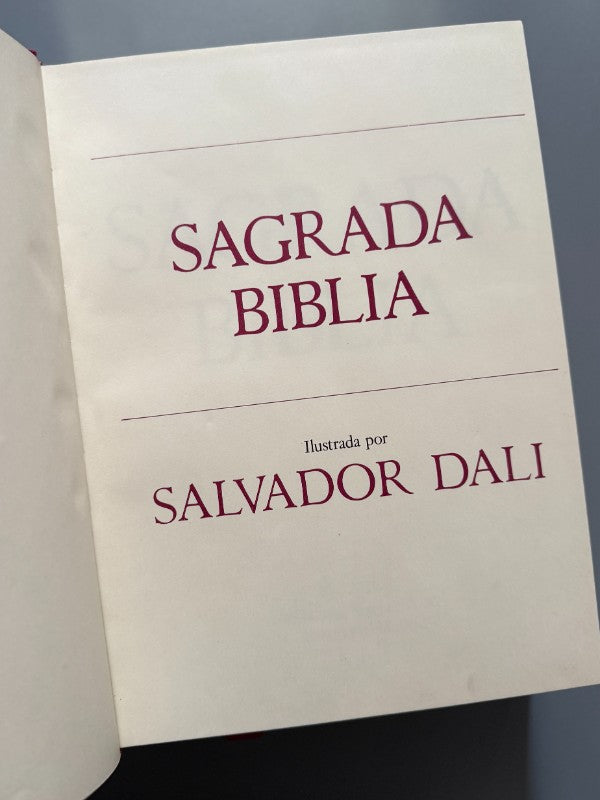 SAGRADA
BIBLIA
Ilustrada por
SALVADOR DALI